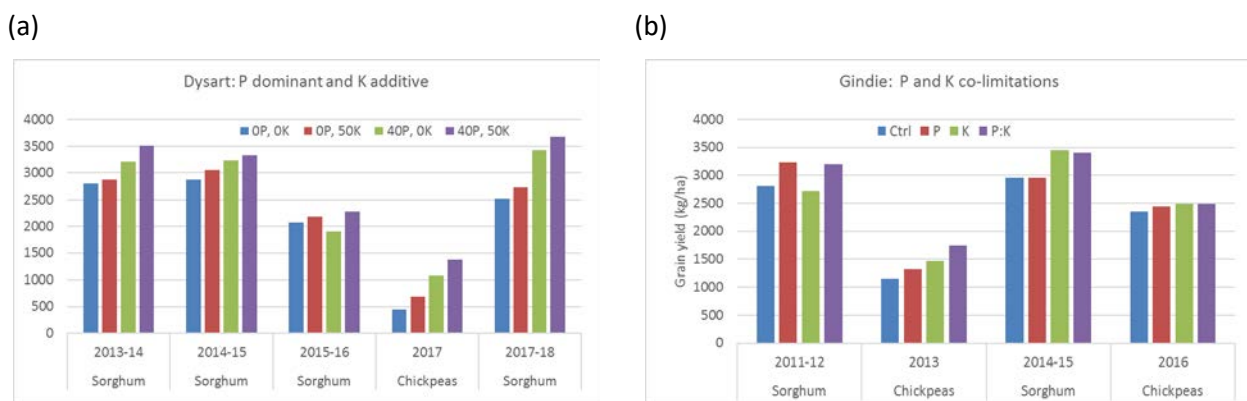 (a)
(b)
Dysart: P dominant and K additive
4000
3500
3000
2500
2000
1500
1000
500
0
0P, 0K 0P, 50K 40P, 0K 40P, 50K
2013-14 2014-15 2015-16 2017 2017-18
Sorghum Sorghum Sorghum Chickpeas Sorghum
Gindie: P and K co-limitations
Grain yield (kg/ha)
4000
3500
3000
2500
2000
1500
1000
500
0
Ctrl P K P:K
2011-12 2013 2014-15 2016
Sorghum Chickpeas Sorghum Chickpeas